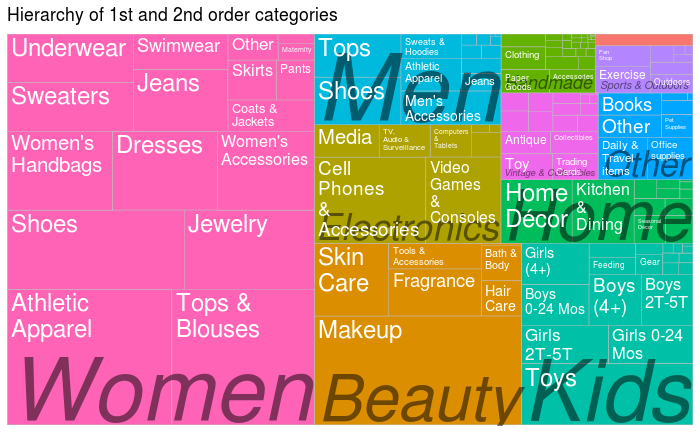 Hierarchy of 1st and 2nd order categories
Underwear
Swimwear
Other
Maternity
Sweaters
Jeans
Skirts
Pants
Coats &
Jackets
Women's
Handbags
Dresses
Women's
Accessories
Shoes
Jewelry
Athletic
Apparel
Tops &
Blouses
Women
Tops
Sweats &
Hoodies
Athletic
Apparel
Jeans
Shoes
Men's
Accessories
Men
Media
TV,
Audio &
Surveillance
Computers
&
Tablets
Cell
Phones
&
Accessories
Video
Games
&
Consoles
Electronics
Skin
Care
Tools &
Accessories
Bath &
Body
Fragrance
Hair
Care
Makeup
Beauty
Clothing
Paper
Goods
Accessories
Handmade
Fan
Shop
Exercise
Outdoors
Sports & Outdoors
Antique
Collectibles
Toy
Trading
Cards
Vintage & Collectibles
Books
Other
Pet
Supplies
Daily &
Travel
items
Office
supplies
Other
Home
Décor
Kitchen
&
Dining
Seasonal
Décor
Home
Girls
(4+)
Feeding
Gear
Boys
0-24 Mos
Boys
(4+)
Boys
2T-5T
Girls
2T-5T
Girls 0-24
Mos
Toys
Kids